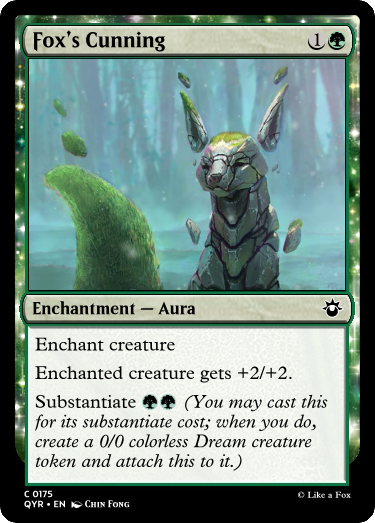 Fox's Cunning 1
Enchantment — Aura
Enchant creature
Enchanted creature gets +2/+2.
Substantiate (You may cast this
for its substantiate cost; when you do,
create a 0/0 colorless Dream creature
token and attach this to it.)
C 0175
QYR • EN Chin Fong
© Like a Fox